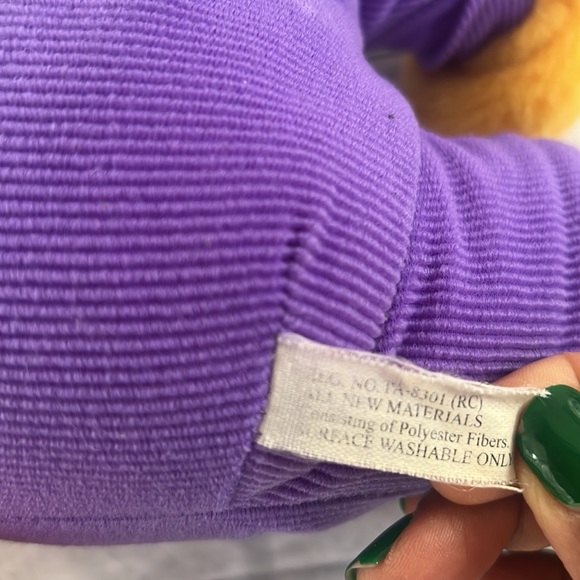 REG. NO. PA-8301 (RC)
ALL NEW MATERIALS
Consisting of Polyester Fibers.
SURFACE WASHABLE ONLY